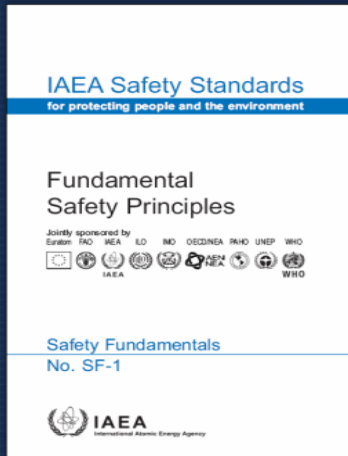 IAEA Safety Standards
for protecting people and the environment
Fundamental
Safety Principles
Jointly sponsored by
Euratom FAO IAEA ILO IMO OECD/NEA PAHO UNEP WHO
IAEA
AEN
NEA
WHO
Safety Fundamentals
No. SF-1
IAEA
International Atomic Energy Agency